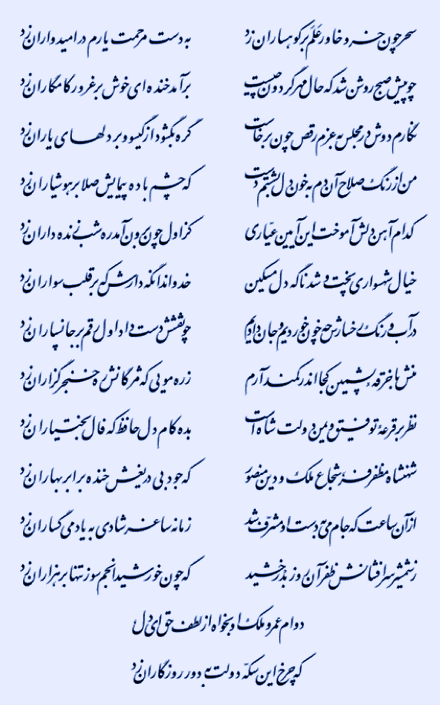 سحر چون خسرو خاور علم بر کوهساران زد به دست مرحمت یارم در امیدواران زد
چو پیش صبح روشن شد که حال مهر گردون چیست برآمد خنده‌ای خوش بر غرور کامگاران زد
نگارم دوش در مجلس به عزم رقص چون برخاست گره بگشود از گیسو و بر دلهای یاران زد
من از رنگ صلاح آن دم به خون دل بشستم دست که چشم باده پیمایش صلا بر هوشیاران زد
کدام آهن دلش آموخت این آیین عیاری کز اول چون برون آمد ره شب زنده داران زد
خیال شهسواری پخت و شد ناگه دل مسکین خداوندا نگه دارش که بر قلب سواران زد
در آب و رنگ رخسارش چه خون خوردیم و جان دادیم چو نقشش دست داد اول رقم بر جانسپاران زد
منش با خرقه پشمین کجا اندر کمند آرم زره مویی که مژگانش ره خنجرگزاران زد
نظر بر قرعه توفیق و یمن دولت شاه است بده کام دل حافظ که فال بختیاران زد
شهنشاه مظفر فر شجاع ملک و دین منصور که جود بی دریغش خنده بر ابر بهاران زد
از آن ساعت که جام می به دست او مشرف شد زمانه ساغر شادی به یاد می گساران زد
ز شمشیر سرافشانش ظفر آن روز بدرخشید که چون خورشید انجم سوز تنها بر هزاران زد
دوام عمر و ملک او بخواه از لطف حق ای دل
که چرخ این سکّه دولت به دور روزگاران زد